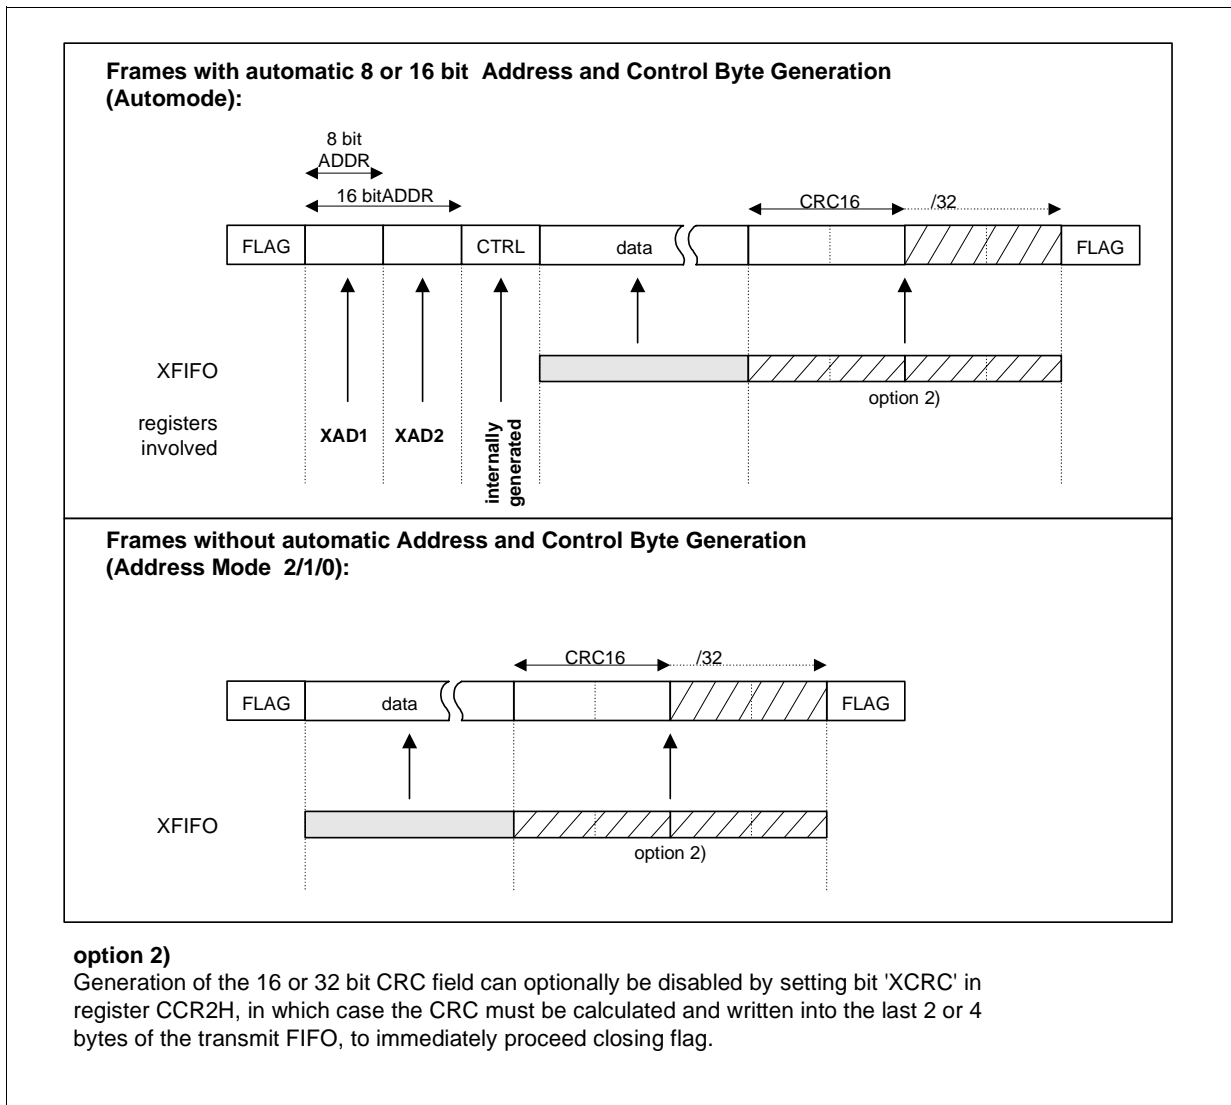 Frames with automatic 8 or 16 bit Address and Control Byte Generation
(Automode):
8 bit
ADDR
16 bitADDR
CRC16
/32
FLAG
CTRL
data
FLAG
XFIFO
option 2)
registers
involved
XAD1
XAD2
internally
generated
Frames without automatic Address and Control Byte Generation
(Address Mode 2/1/0):
CRC16
/32
FLAG
data
FLAG
XFIFO
option 2)
option 2)
Generation of the 16 or 32 bit CRC field can optionally be disabled by setting bit 'XCRC' in
register CCR2H, in which case the CRC must be calculated and written into the last 2 or 4
bytes of the transmit FIFO, to immediately proceed closing flag.